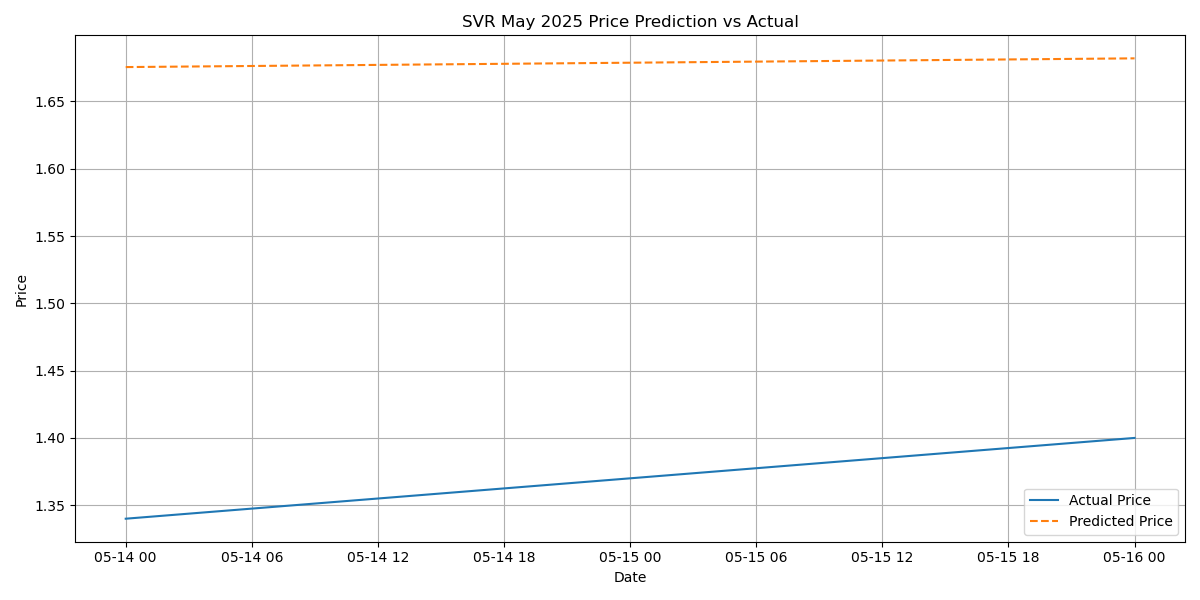 SVR May 2025 Price Prediction vs Actual
Price
1.65
1.60
1.55
1.50
1.45
1.40
1.35
Actual Price
Predicted Price
05-14 00 05-14 06 05-14 12 05-14 18 05-15 00 05-15 06 05-15 12 05-15 18 05-16 00
Date